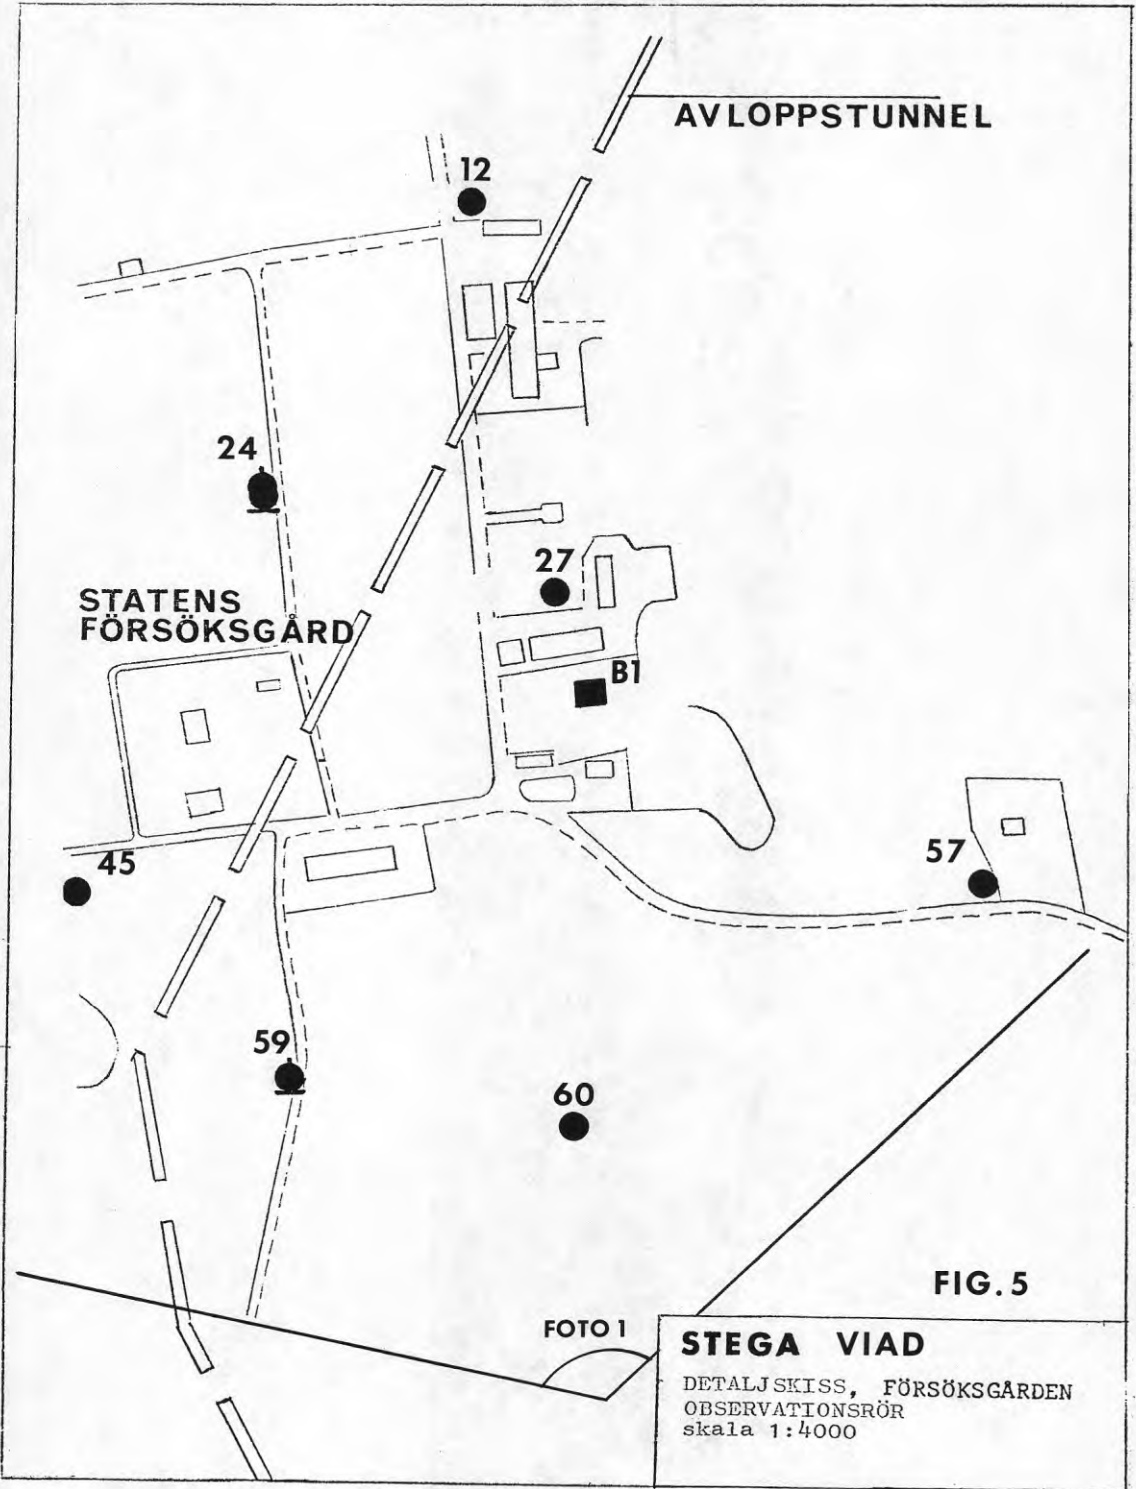 AVLOPPSTUNNEL
12
24
27
STATENS
FÖRSÖKSGÅRD
B1
45
57
59
60
FIG. 5
FOTO 1
STEGA VIAD
DETALJSKISS, FÖRSÖKSGÅRDEN
OBSERVATIONSRÖR
skala 1:4000